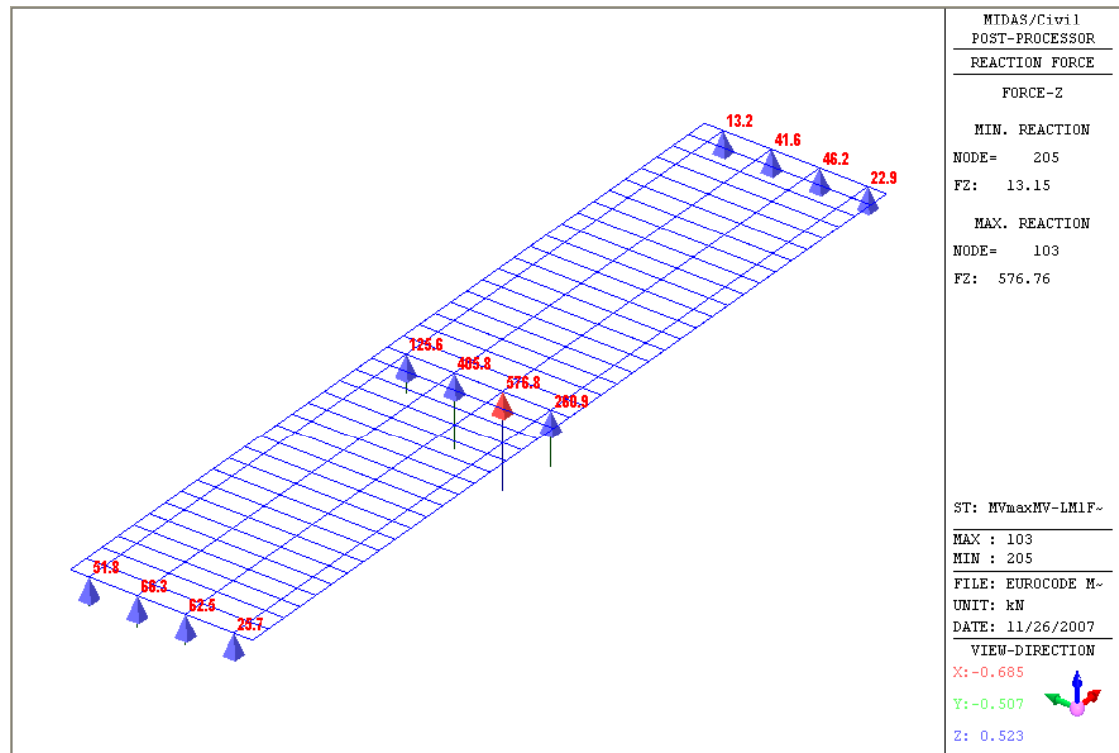 13.2
41.6
46.2
22.9
125.6
576.8
51.8
62.5
25.7
MIDAS/Civil
POST-PROCESSOR
REACTION FORCE
FORCE-Z
MIN. REACTION
NODE= 205
FZ: 13.15
MAX. REACTION
NODE= 103
FZ: 576.76
ST: MVmaxMV-LM1F~
MAX : 103
MIN : 205
FILE: EUROCODE M~
UNIT: kN
DATE: 11/26/2007
VIEW-DIRECTION
X:-0.685
Y:-0.507
Z: 0.523